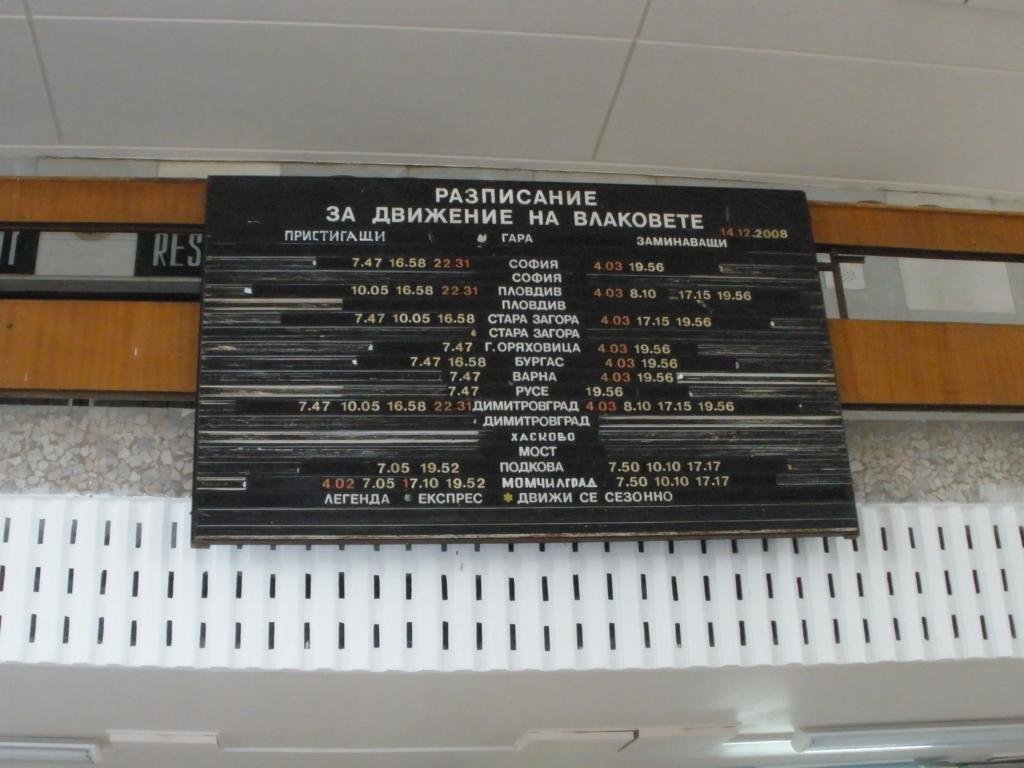 РАЗПИСАНИЕ
ЗА ДВИЖЕНИЕ НА ВЛАКОВЕТЕ
14.12.2008
ПРИСТИГАЩИ ГАРА ЗАМИНАВАЩИ
RES
7.47 16.58 22.31 СОФИЯ 4.03 19.56
СОФИЯ
10.05 16.58 22.31 ПЛОВДИВ 4.03 8.10 17.15 19.56
ПЛОВДИВ
7.47 10.05 16.58 СТАРА ЗАГОРА 4.03 17.15 19.56
СТАРА ЗАГОРА
7.47 Г.ОРЯХОВИЦА 4.03 19.56
7.47 16.58 БУРГАС 4.03 19.56
7.47 ВАРНА 4.03 19.56
7.47 РУСЕ 19.56
7.47 10.05 16.58 22.31 ДИМИТРОВГРАД 4.03 8.10 17.15 19.56
ДИМИТРОВГРАД
ХАСКОВО
МОСТ
7.05 19.52 ПОДКОВА 7.50 10.10 17.17
4.02 7.05 17.10 19.52 МОМЧИЛГРАД 7.50 10.10 17.17
ЛЕГЕНДА Е ЕКСПРЕС * ДВИЖИ СЕ СЕЗОННО